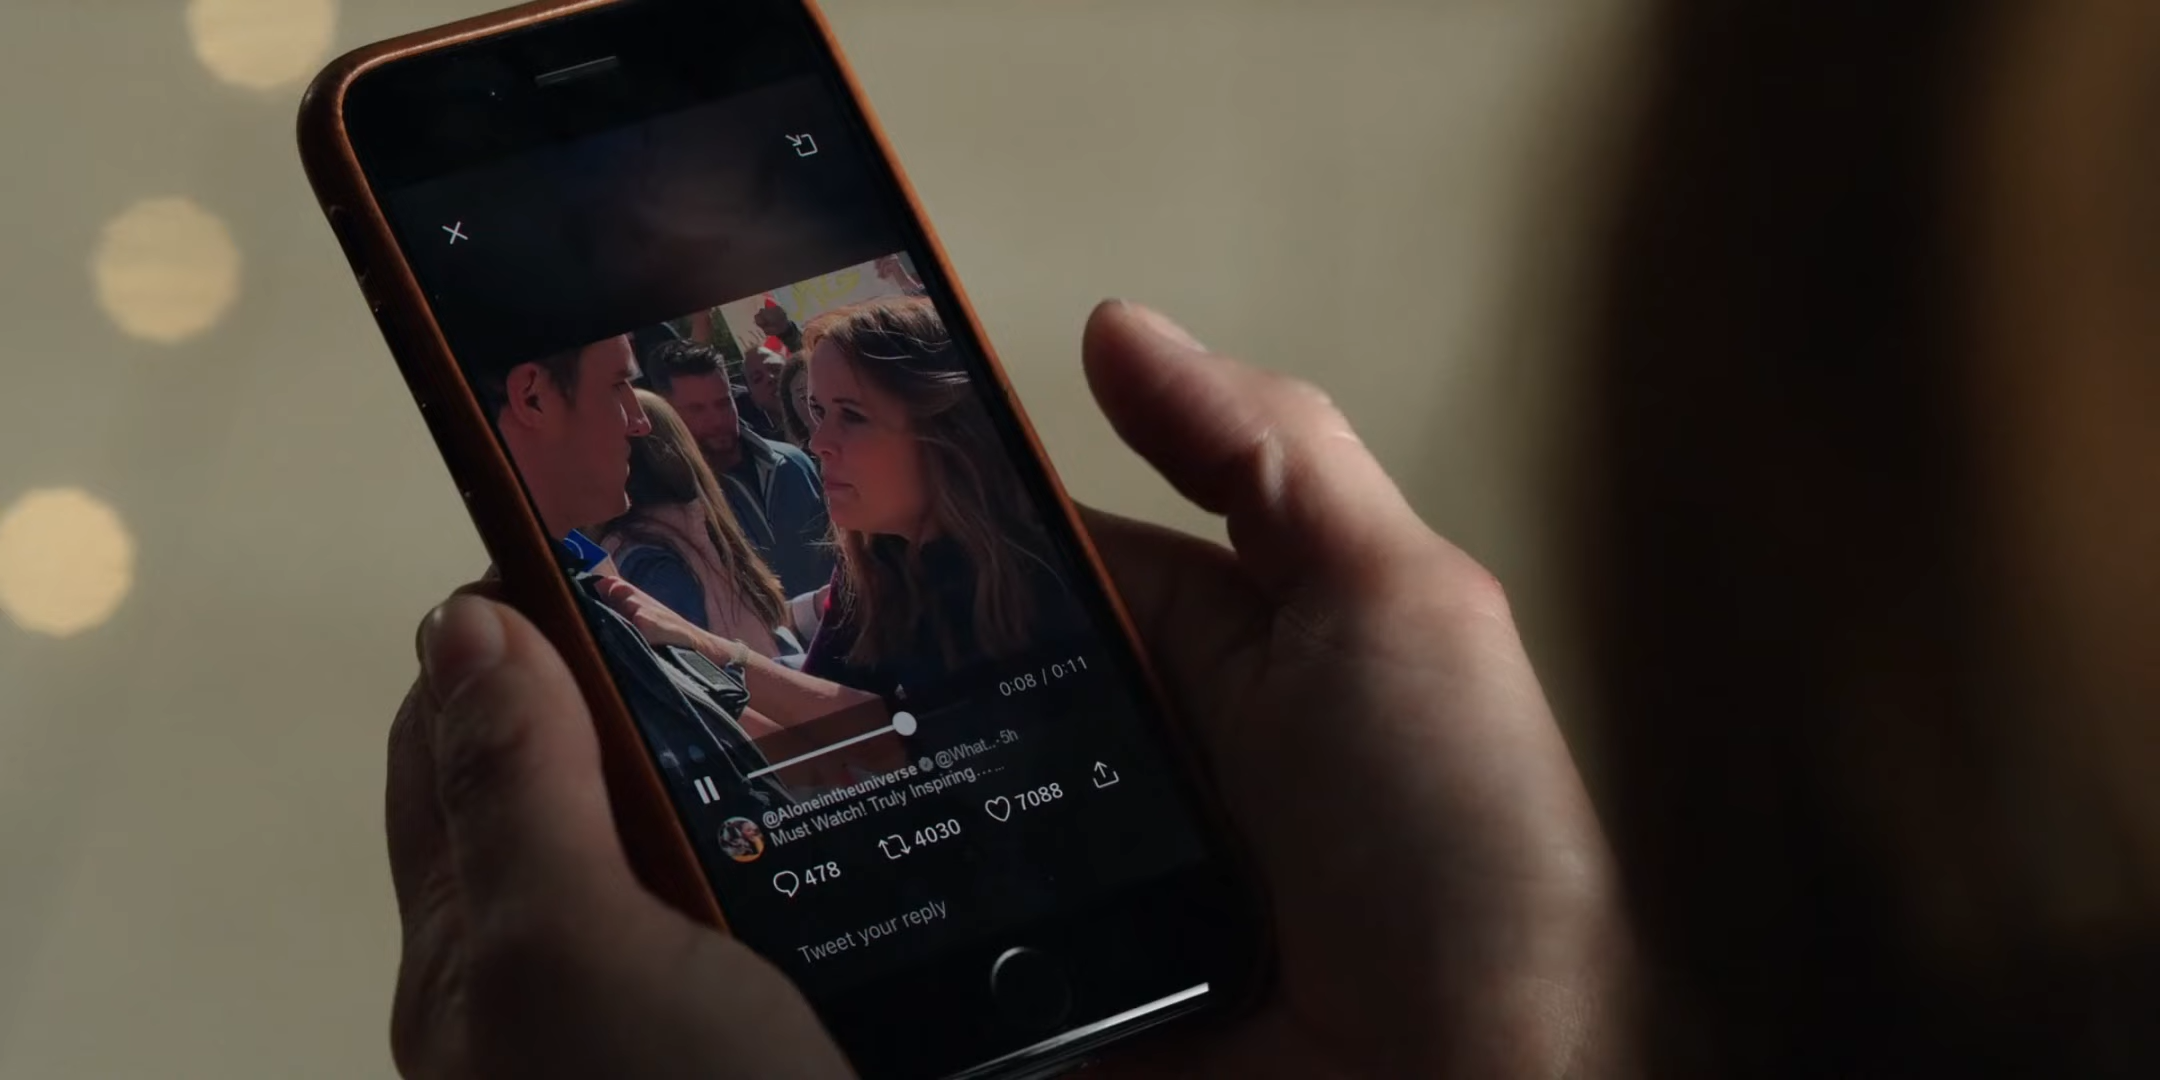 0:08 / 0:11
@Aloneintheuniverse @What...·5h
Must Watch! Truly Inspiring......
478 4030 7088
Tweet your reply